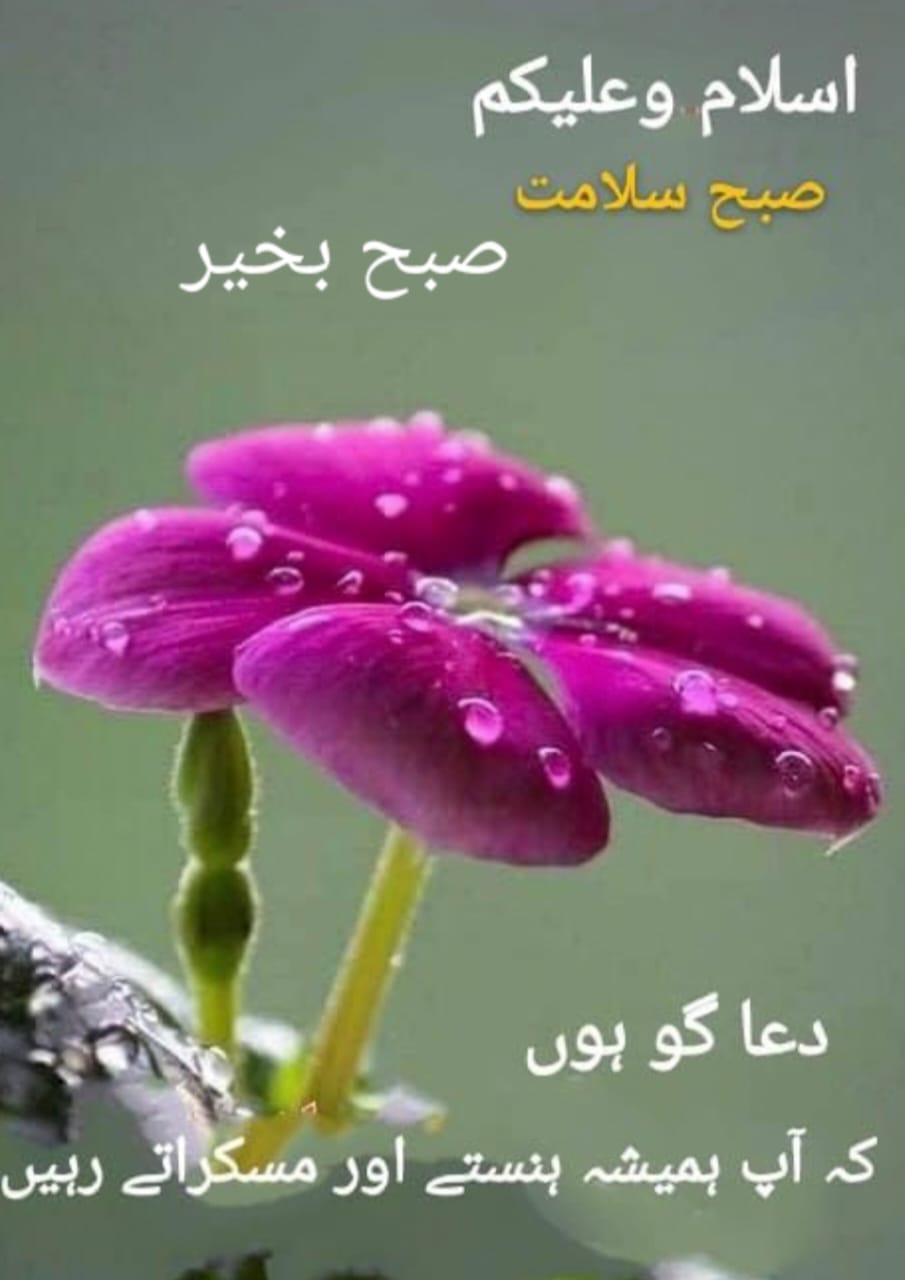 اسلام وعلیکم
صبح سلامت
صبح بخیر
دعا گو ہوں
کہ آپ ہمیشہ ہنستے اور مسکراتے رہیں